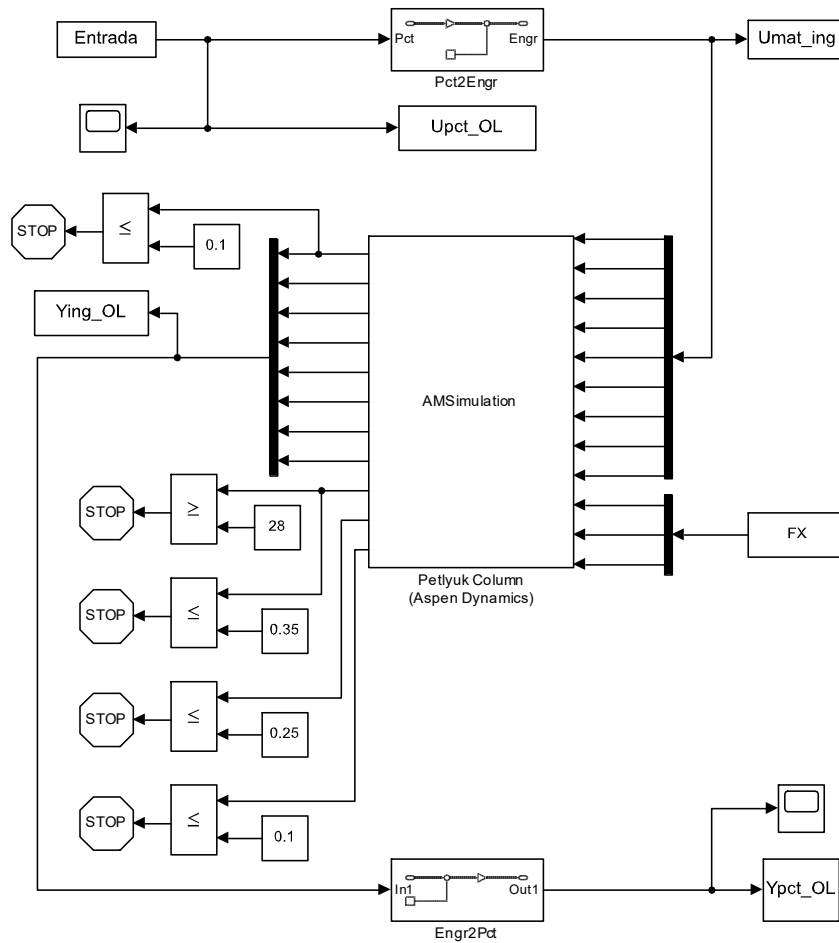 Entrada
Pct
Engr
Pct2Engr
Umat_ing
Upct_OL
STOP
≤
0.1
Ying_OL
AMSimulation
Petlyuk Column
(Aspen Dynamics)
STOP
≥
28
FX
STOP
≤
0.35
STOP
≤
0.25
STOP
≤
0.1
In1
Out1
Engr2Pct
Ypct_OL